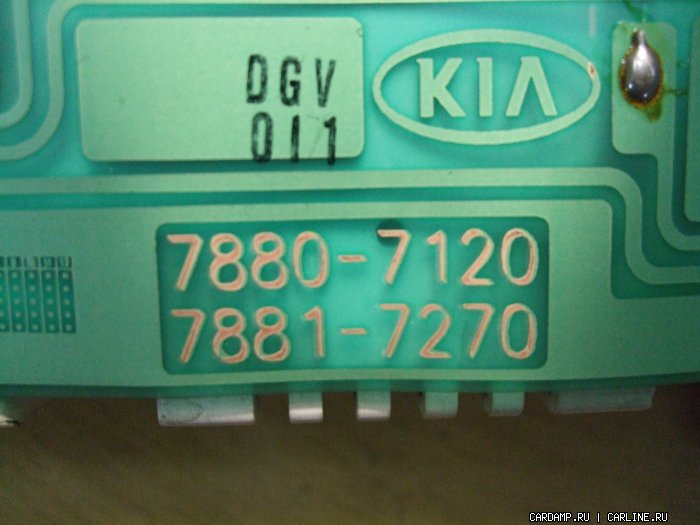 DGV
011
KIA
7880-7120
7881-7270
CARDAMP.RU | CARLINE.RU